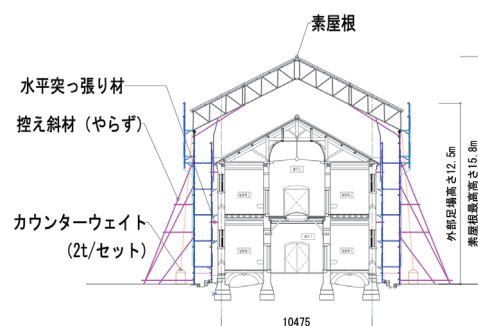 素屋根
水平突っ張り材
控え斜材（やらず）
カウンターウェイト
（2t/セット）
外部足場高さ12.5m
素屋根最高高さ15.8m
10475